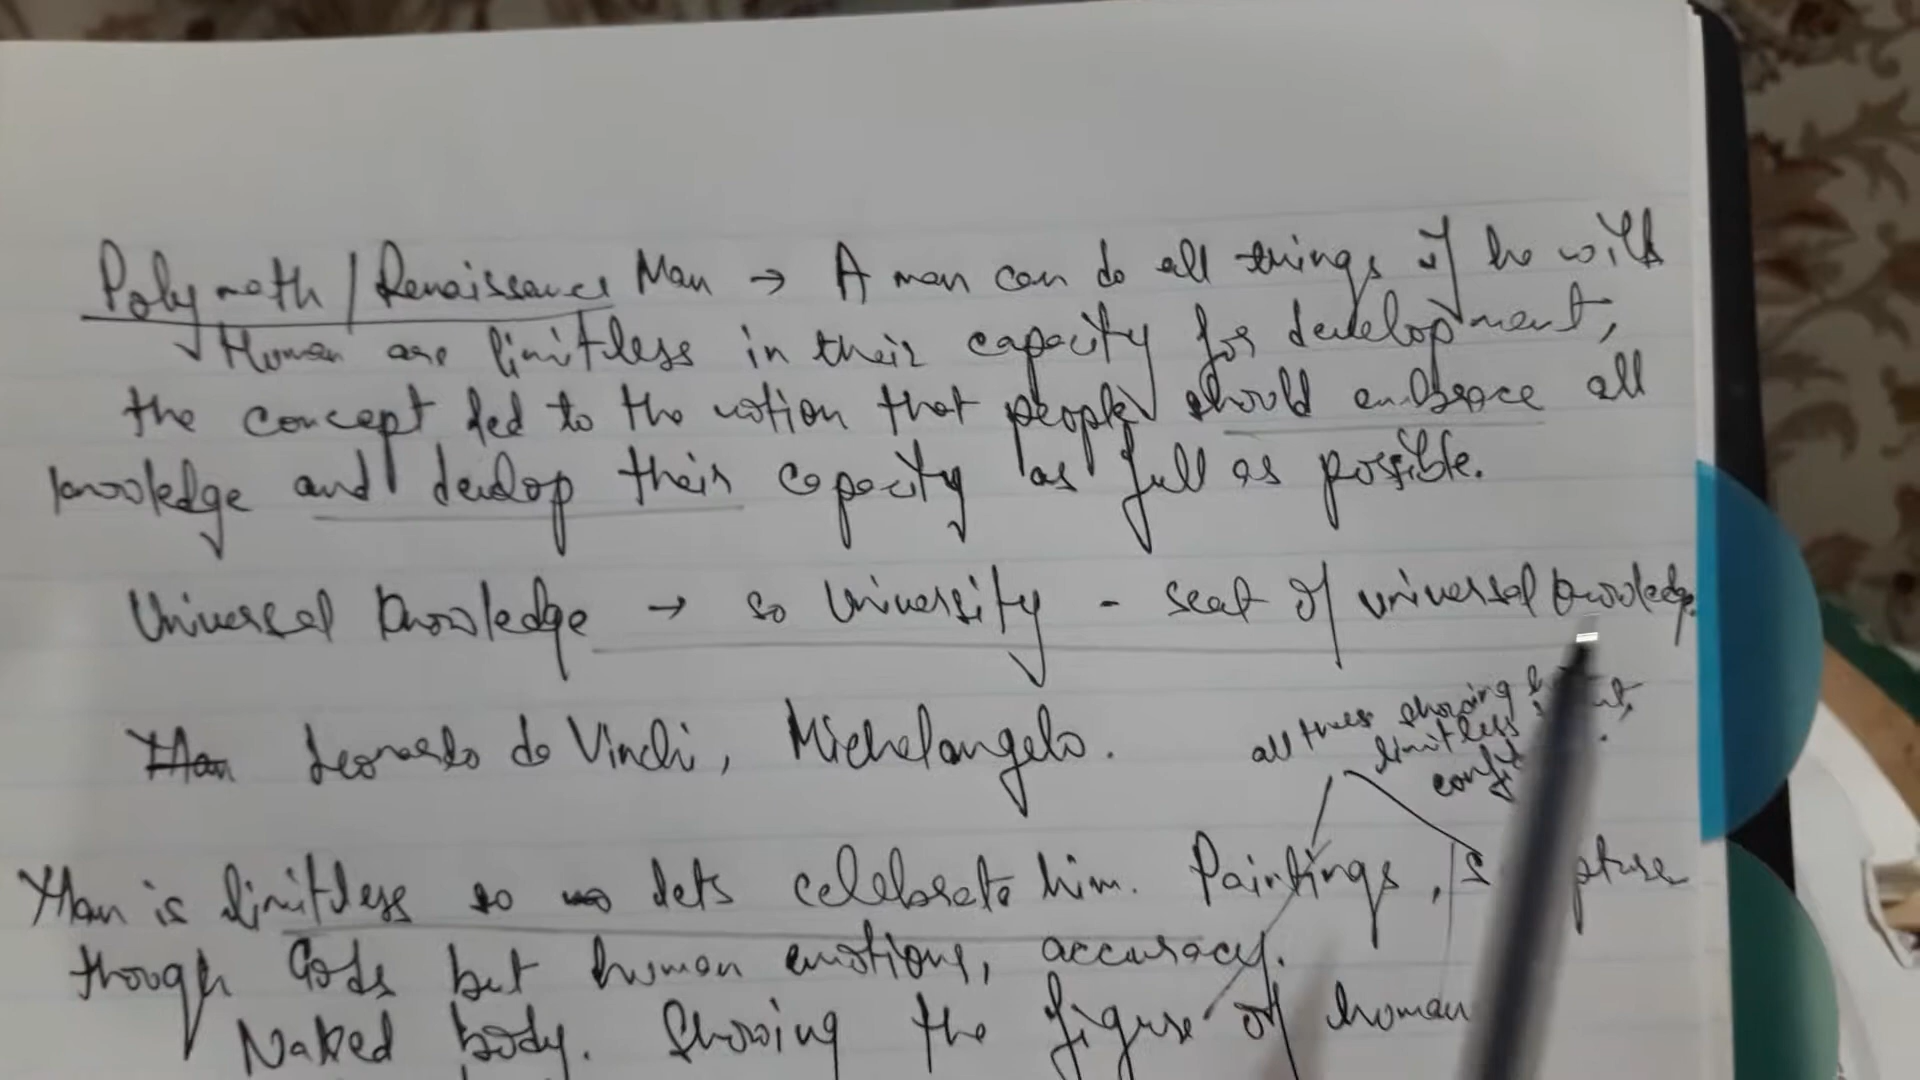 Polymath / Renaissance Man → A man can do all things if he will
Human are limitless in their capacity for development,
the concept led to the notion that people should embrace all
knowledge and develop their capacity as full as possible.
Universal Knowledge → so University - seat of universal knowledge.
Man Leonardo da Vinchi, Michelangelo.
all these showing
limitless
Man is limitless so lets celebrate him. Paintings,
though Gods but human emotions, accuracy.
Naked body. Showing the figure of human